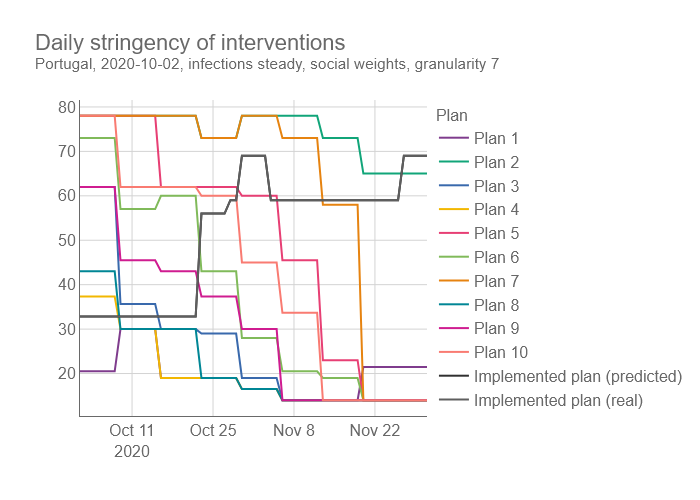 Daily stringency of interventions
Portugal, 2020-10-02, infections steady, social weights, granularity 7
80
70
60
50
40
30
20
Oct 11
2020
Oct 25
Nov 8
Nov 22
Plan
Plan 1
Plan 2
Plan 3
Plan 4
Plan 5
Plan 6
Plan 7
Plan 8
Plan 9
Plan 10
Implemented plan (predicted)
Implemented plan (real)